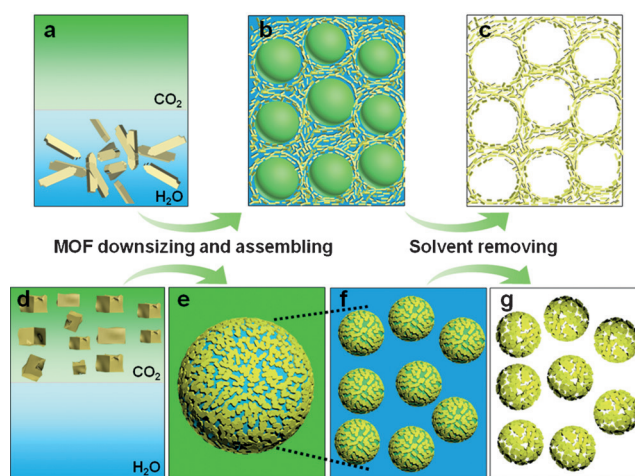 a
b
c
CO₂
H₂O
MOF downsizing and assembling
Solvent removing
d
e
f
g
CO₂
H₂O